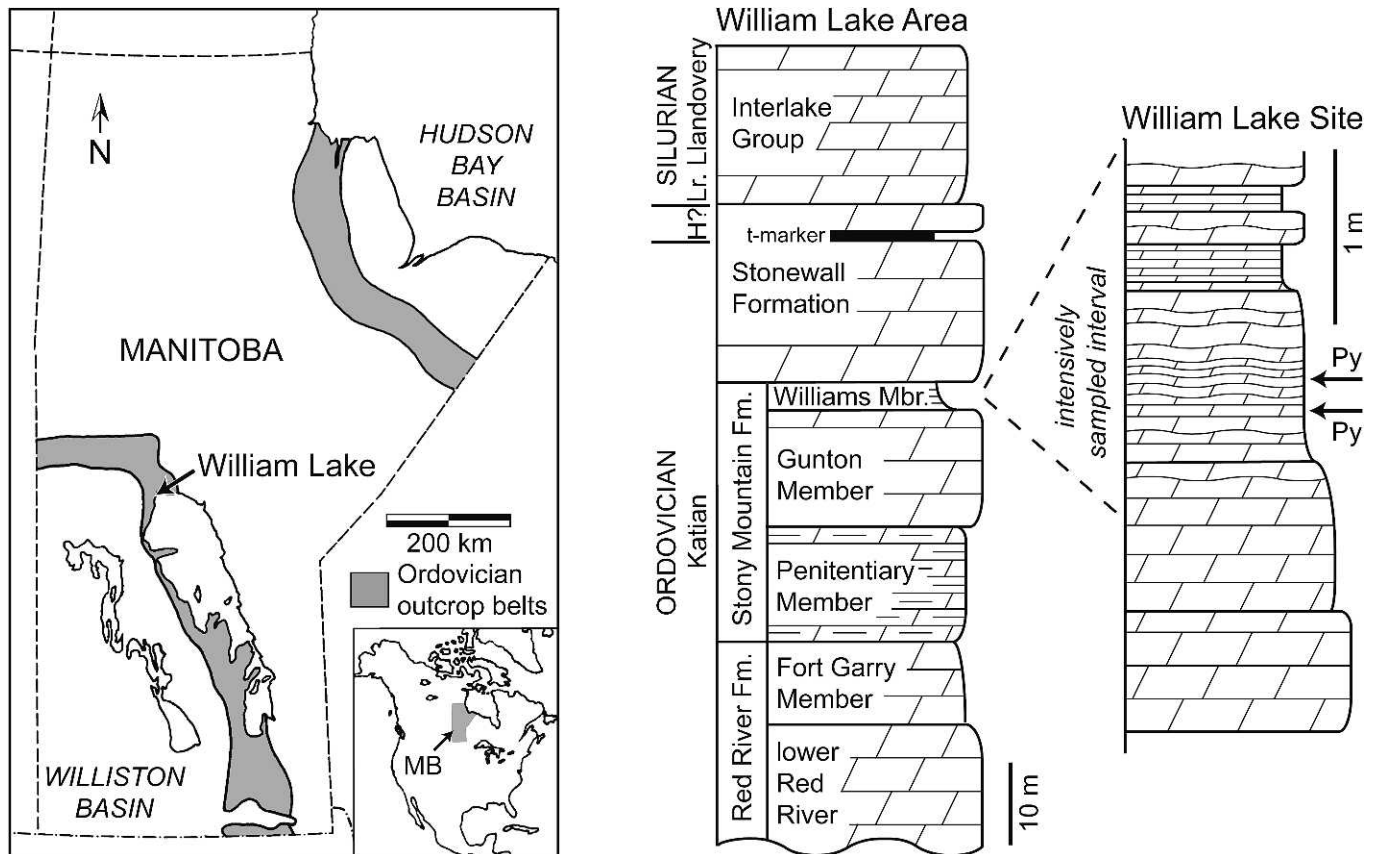 N
HUDSON
BAY
BASIN
MANITOBA
William Lake
200 km
Ordovician
outcrop belts
WILLISTON
BASIN
MB
William Lake Area
SILURIAN
Lr. Llandovery
H?
ORDOVICIAN
Katian
Stony Mountain Fm.
Red River Fm.
Interlake
Group
t-marker
Stonewall
Formation
Williams Mbr.
Gunton
Member
Penitentiary
Member
Fort Garry
Member
lower
Red
River
10 m
William Lake Site
intensively
sampled interval
1 m
Py
Py